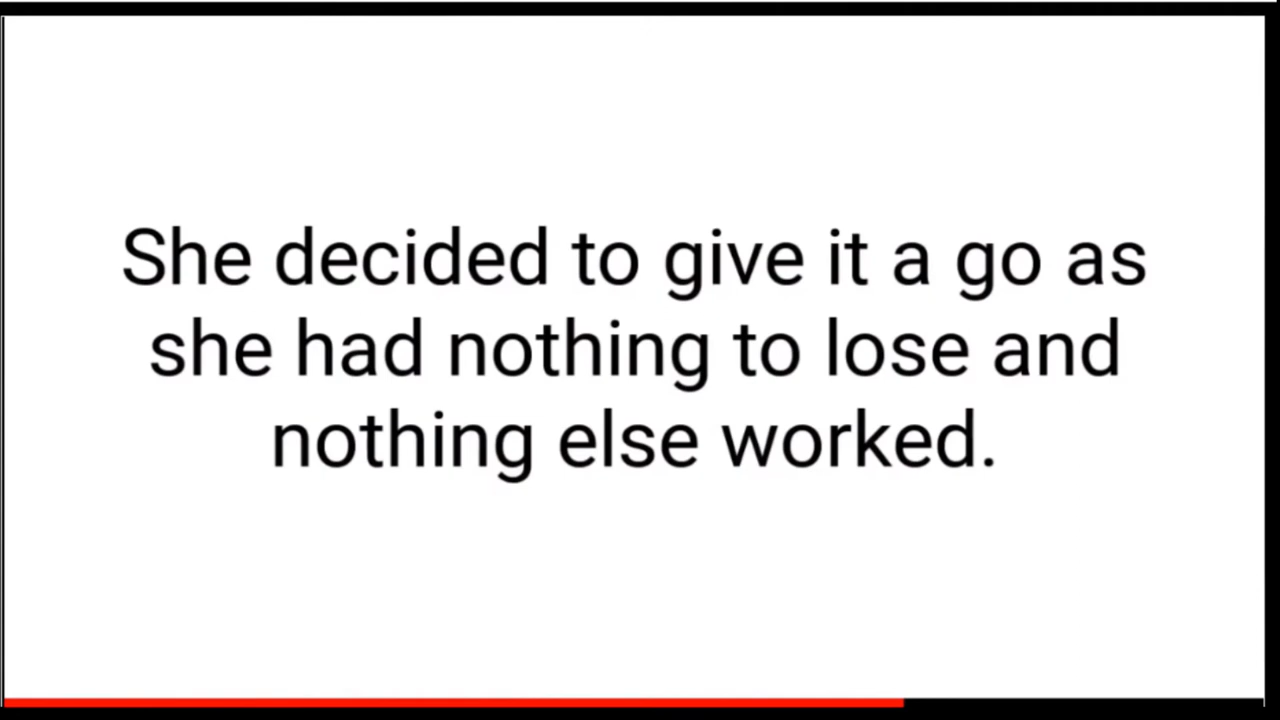 She decided to give it a go as
she had nothing to lose and
nothing else worked.